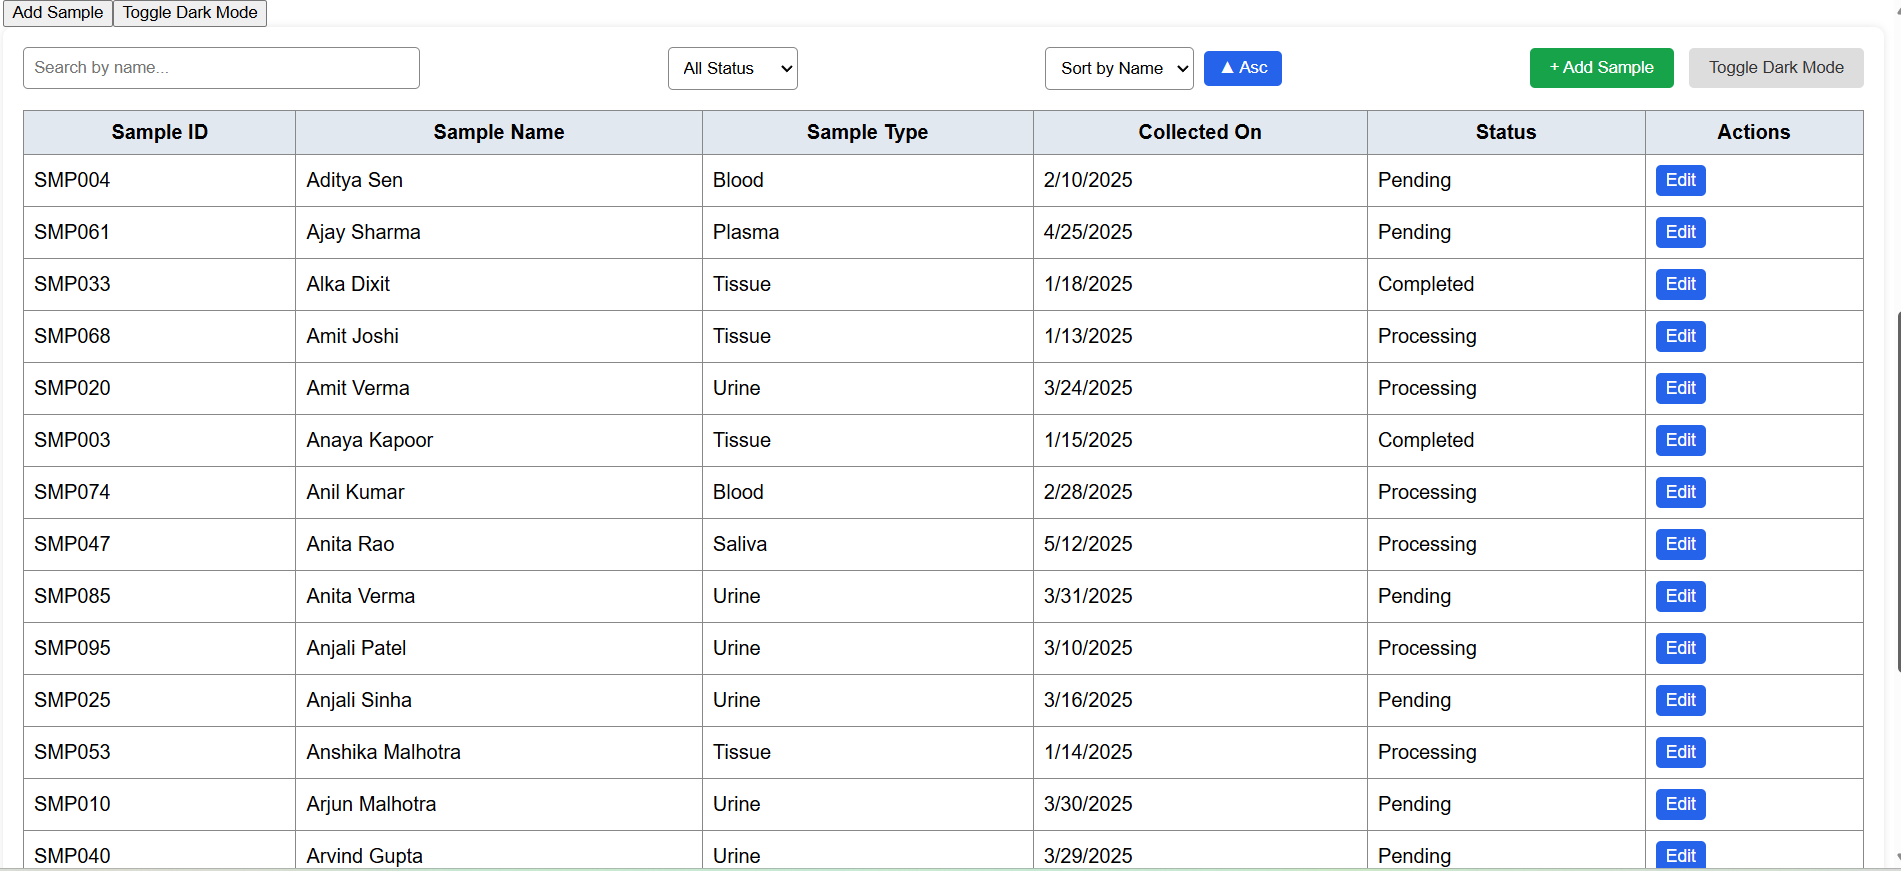 Add Sample Toggle Dark Mode
Search by name... All Status Sort by Name ▲ Asc + Add Sample Toggle Dark Mode
Sample ID Sample Name Sample Type Collected On Status Actions
SMP004 Aditya Sen Blood 2/10/2025 Pending Edit
SMP061 Ajay Sharma Plasma 4/25/2025 Pending Edit
SMP033 Alka Dixit Tissue 1/18/2025 Completed Edit
SMP068 Amit Joshi Tissue 1/13/2025 Processing Edit
SMP020 Amit Verma Urine 3/24/2025 Processing Edit
SMP003 Anaya Kapoor Tissue 1/15/2025 Completed Edit
SMP074 Anil Kumar Blood 2/28/2025 Processing Edit
SMP047 Anita Rao Saliva 5/12/2025 Processing Edit
SMP085 Anita Verma Urine 3/31/2025 Pending Edit
SMP095 Anjali Patel Urine 3/10/2025 Processing Edit
SMP025 Anjali Sinha Urine 3/16/2025 Pending Edit
SMP053 Anshika Malhotra Tissue 1/14/2025 Processing Edit
SMP010 Arjun Malhotra Urine 3/30/2025 Pending Edit
SMP040 Arvind Gupta Urine 3/29/2025 Pending Edit